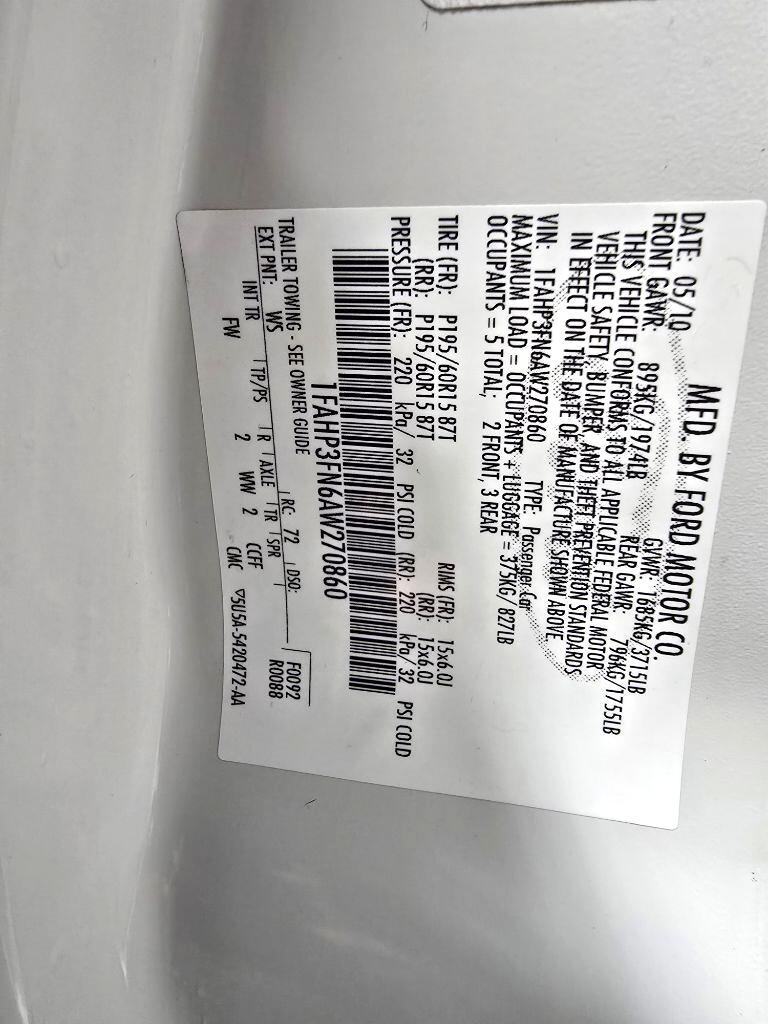 MFD. BY FORD MOTOR CO.
DATE: 05/10 GVWR: 1685KG/3715LB
FRONT GAWR: 895KG/1974LB REAR GAWR: 796KG/1755LB
THIS VEHICLE CONFORMS TO ALL APPLICABLE FEDERAL MOTOR
VEHICLE SAFETY, BUMPER, AND THEFT PREVENTION STANDARDS
IN EFFECT ON THE DATE OF MANUFACTURE SHOWN ABOVE.
VIN: 1FAHP3FN6AW270860 TYPE: Passenger Car
MAXIMUM LOAD = OCCUPANTS + LUGGAGE = 375KG/827LB
OCCUPANTS = 5 TOTAL; 2 FRONT, 3 REAR
TIRE (FR): P195/60R15 87T RIMS (FR): 15x6.0J
(RR): P195/60R15 87T (RR): 15x6.0J
PRESSURE (FR): 220 kPa/ 32 PSI COLD (RR): 220 kPa/32 PSI COLD
1FAHP3FN6AW270860
TRAILER TOWING - SEE OWNER GUIDE F0092
EXT PNT: WS RC: 72 DSO: R0088
INT TR TP/PS R AXLE TR SPR
FW 2 WW 2 CCFF
CMC ▽5U5A-5420472-AA